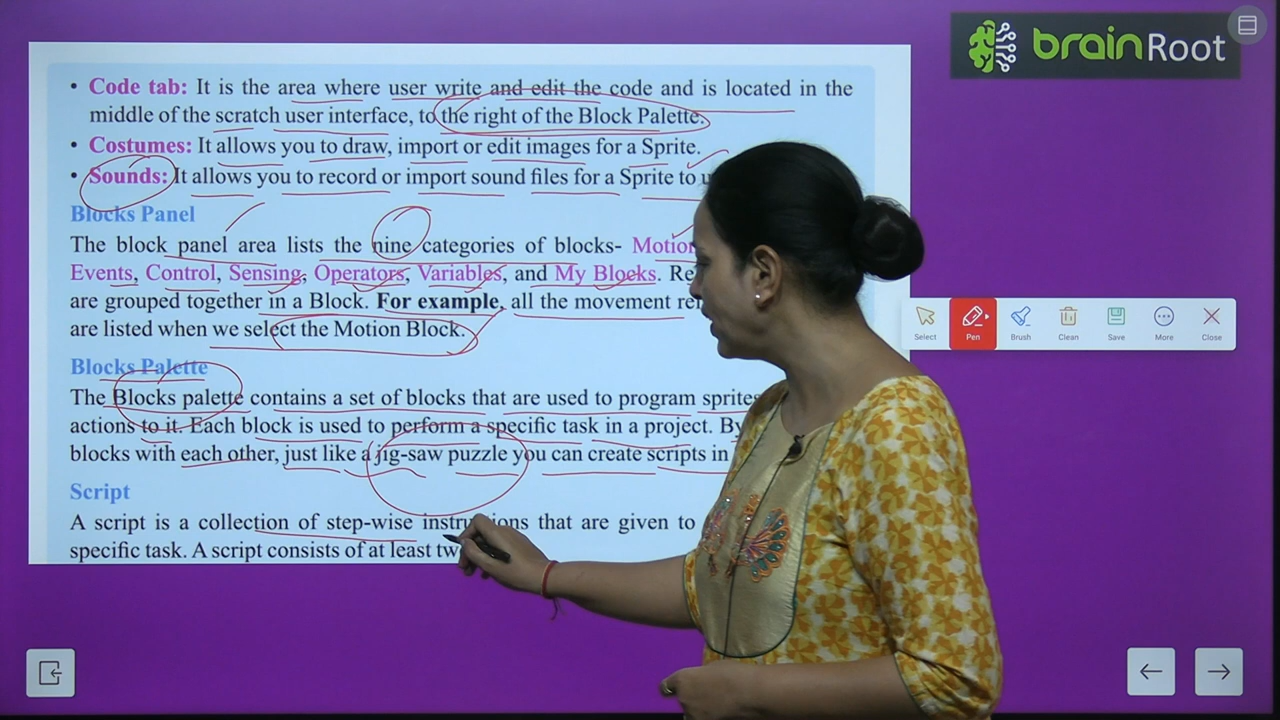 brainRoot
• Code tab: It is the area where user write and edit the code and is located in the
middle of the scratch user interface, to the right of the Block Palette.
• Costumes: It allows you to draw, import or edit images for a Sprite.
• Sounds: It allows you to record or import sound files for a Sprite to
Blocks Panel
The block panel area lists the nine categories of blocks- Motion
Events, Control, Sensing, Operators, Variables, and My Blocks.
are grouped together in a Block. For example, all the movement
are listed when we select the Motion Block.
Blocks Palette
The Blocks palette contains a set of blocks that are used to program sprites
actions to it. Each block is used to perform a specific task in a project. By
blocks with each other, just like a jig-saw puzzle you can create scripts in
Script
A script is a collection of step-wise instructions that are given to
specific task. A script consists of at least
Select Pen Brush Clean Save More Close